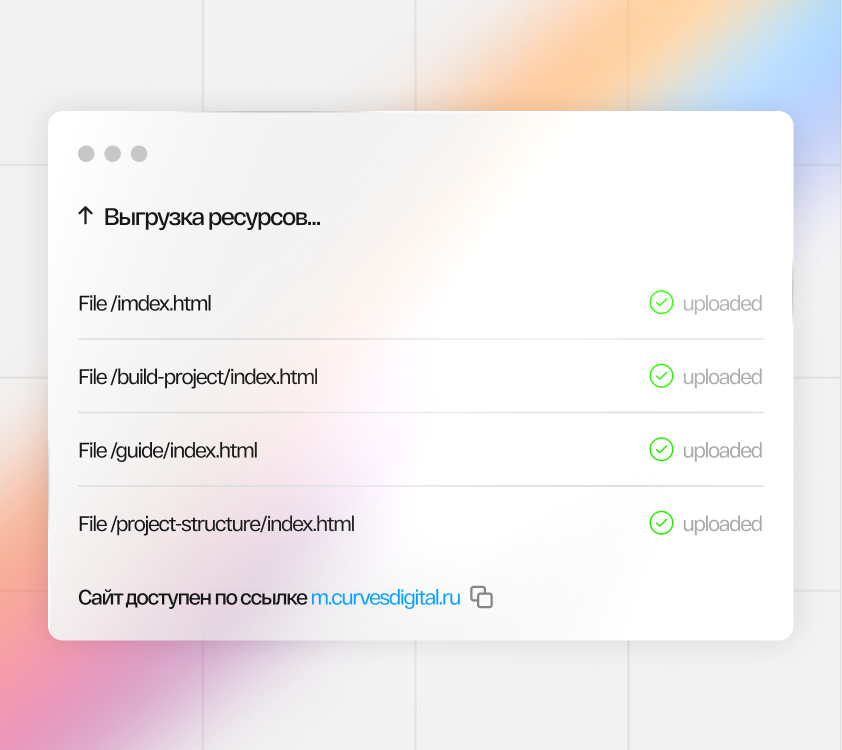 Выгрузка ресурсов...
File /imdex.html uploaded
File /build-project/index.html uploaded
File /guide/index.html uploaded
File /project-structure/index.html uploaded
Сайт доступен по ссылке m.curvesdigital.ru